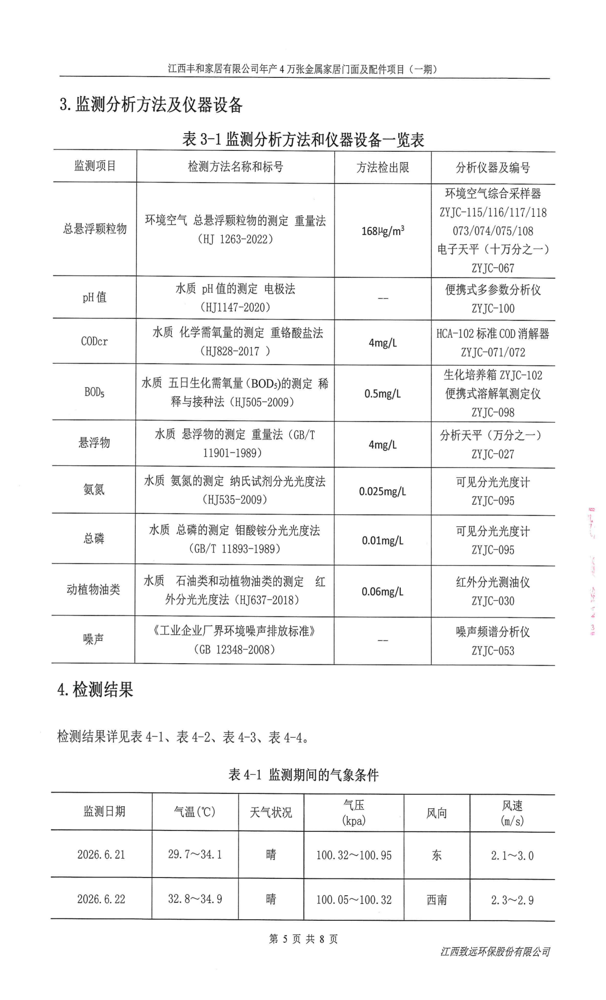 江西丰和家居有限公司年产 4 万张金属家居门面及配件项目（一期）
3. 监测分析方法及仪器设备
表 3-1 监测分析方法和仪器设备一览表
监测项目 检测方法名称和标号 方法检出限 分析仪器及编号
总悬浮颗粒物
环境空气 总悬浮颗粒物的测定 重量法
（HJ 1263-2022）
168μg/m³
环境空气综合采样器
ZYJC-115/116/117/118
073/074/075/108
电子天平（十万分之一）
ZYJC-067
pH 值
水质 pH 值的测定 电极法
（HJ1147-2020）
--
便携式多参数分析仪
ZYJC-100
CODcr
水质 化学需氧量的测定 重铬酸盐法
（HJ828-2017 ）
4mg/L
HCA-102 标准 COD 消解器
ZYJC-071/072
BOD₅
水质 五日生化需氧量（BOD₅)的测定 稀
释与接种法（HJ505-2009）
0.5mg/L
生化培养箱 ZYJC-102
便携式溶解氧测定仪
ZYJC-098
悬浮物
水质 悬浮物的测定 重量法（GB/T
11901-1989）
4mg/L
分析天平（万分之一）
ZYJC-027
氨氮
水质 氨氮的测定 纳氏试剂分光光度法
（HJ535-2009）
0.025mg/L
可见分光光度计
ZYJC-095
总磷
水质 总磷的测定 钼酸铵分光光度法
（GB/T 11893-1989）
0.01mg/L
可见分光光度计
ZYJC-095
动植物油类
水质 石油类和动植物油类的测定 红
外分光光度法（HJ637-2018）
0.06mg/L
红外分光测油仪
ZYJC-030
噪声
《工业企业厂界环境噪声排放标准》
（GB 12348-2008）
--
噪声频谱分析仪
ZYJC-053
4. 检测结果
检测结果详见表 4-1、表 4-2、表 4-3、表 4-4。
表 4-1 监测期间的气象条件
监测日期 气温(℃) 天气状况 气压 (kpa) 风向 风速 (m/s)
2026.6.21 29.7～34.1 晴 100.32～100.95 东 2.1～3.0
2026.6.22 32.8～34.9 晴 100.05～100.32 西南 2.3～2.9
第 5 页 共 8 页
江西致远环保股份有限公司